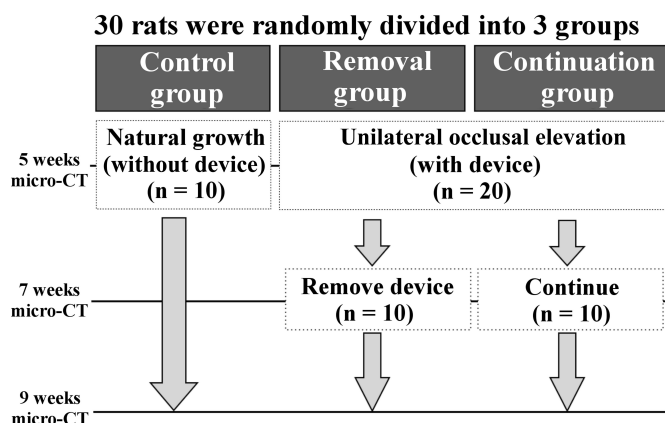 30 rats were randomly divided into 3 groups
Control
group
Removal
group
Continuation
group
5 weeks
micro-CT
Natural growth
(without device)
(n = 10)
Unilateral occlusal elevation
(with device)
(n = 20)
7 weeks
micro-CT
Remove device
(n = 10)
Continue
(n = 10)
9 weeks
micro-CT